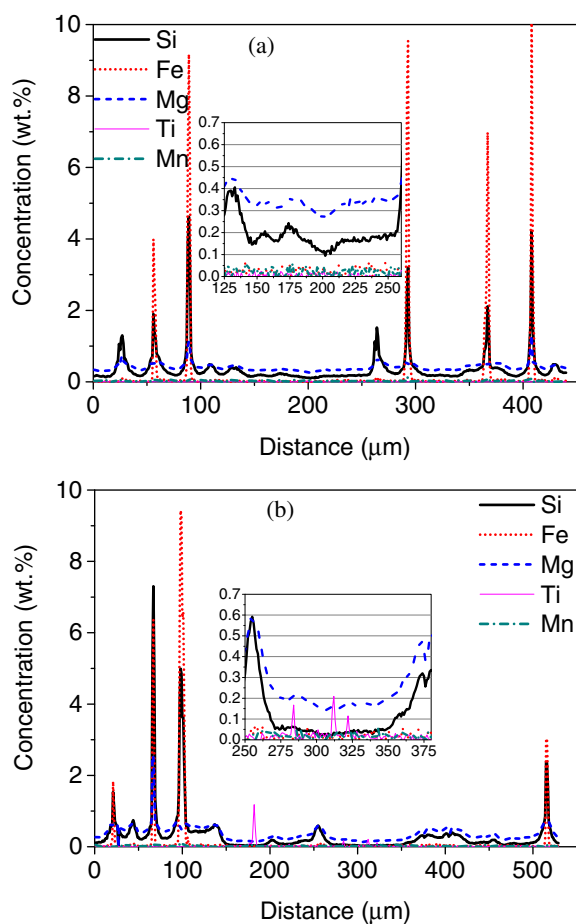 (a)
Si
Fe
Mg
Ti
Mn
Concentration (wt.%)
10
8
6
4
2
0
0.7
0.6
0.5
0.4
0.3
0.2
0.1
0.0
125 150 175 200 225 250
0 100 200 300 400
Distance (μm)
(b)
Si
Fe
Mg
Ti
Mn
Concentration (wt.%)
10
8
6
4
2
0
0.7
0.6
0.5
0.4
0.3
0.2
0.1
0.0
250 275 300 325 350 375
0 100 200 300 400 500
Distance (μm)